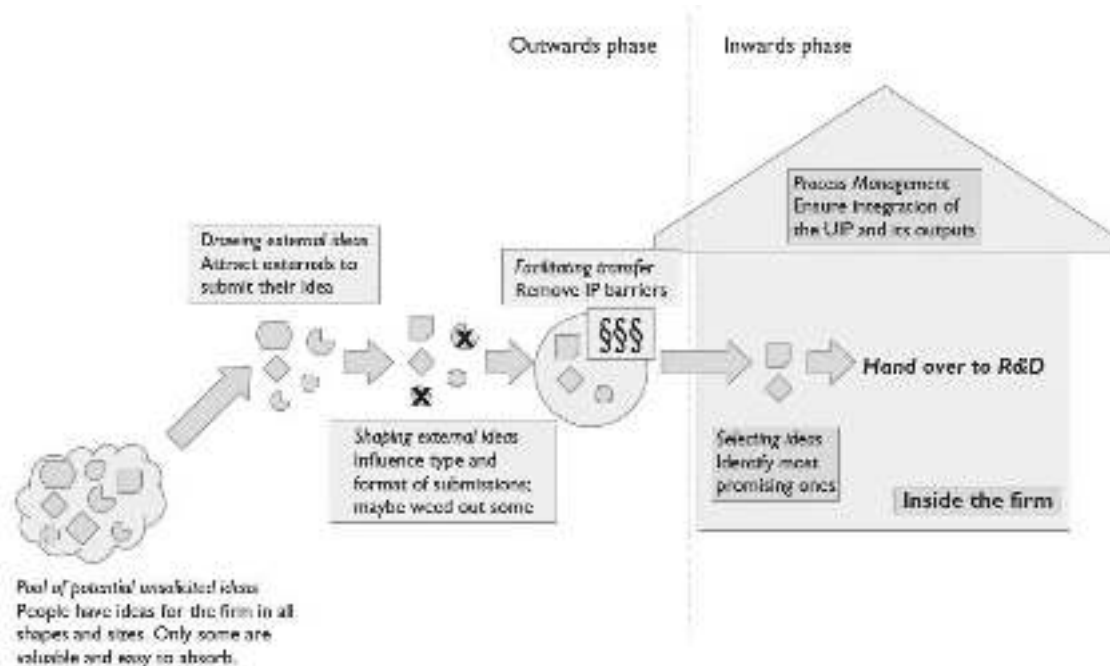 Outwards phase
Inwards phase
Process Management
Ensure integration of
the UIP and its outputs
Drawing external ideas
Attract externals to
submit their idea
Facilitating transfer
Remove IP barriers
§§§
X
X
Hand over to R&D
Shaping external ideas
Influence type and
format of submissions;
maybe weed out some
Selecting ideas
Identify most
promising ones
Inside the firm
Pool of potential unsolicited ideas
People have ideas for the firm in all
shapes and sizes. Only some are
valuable and easy to absorb.